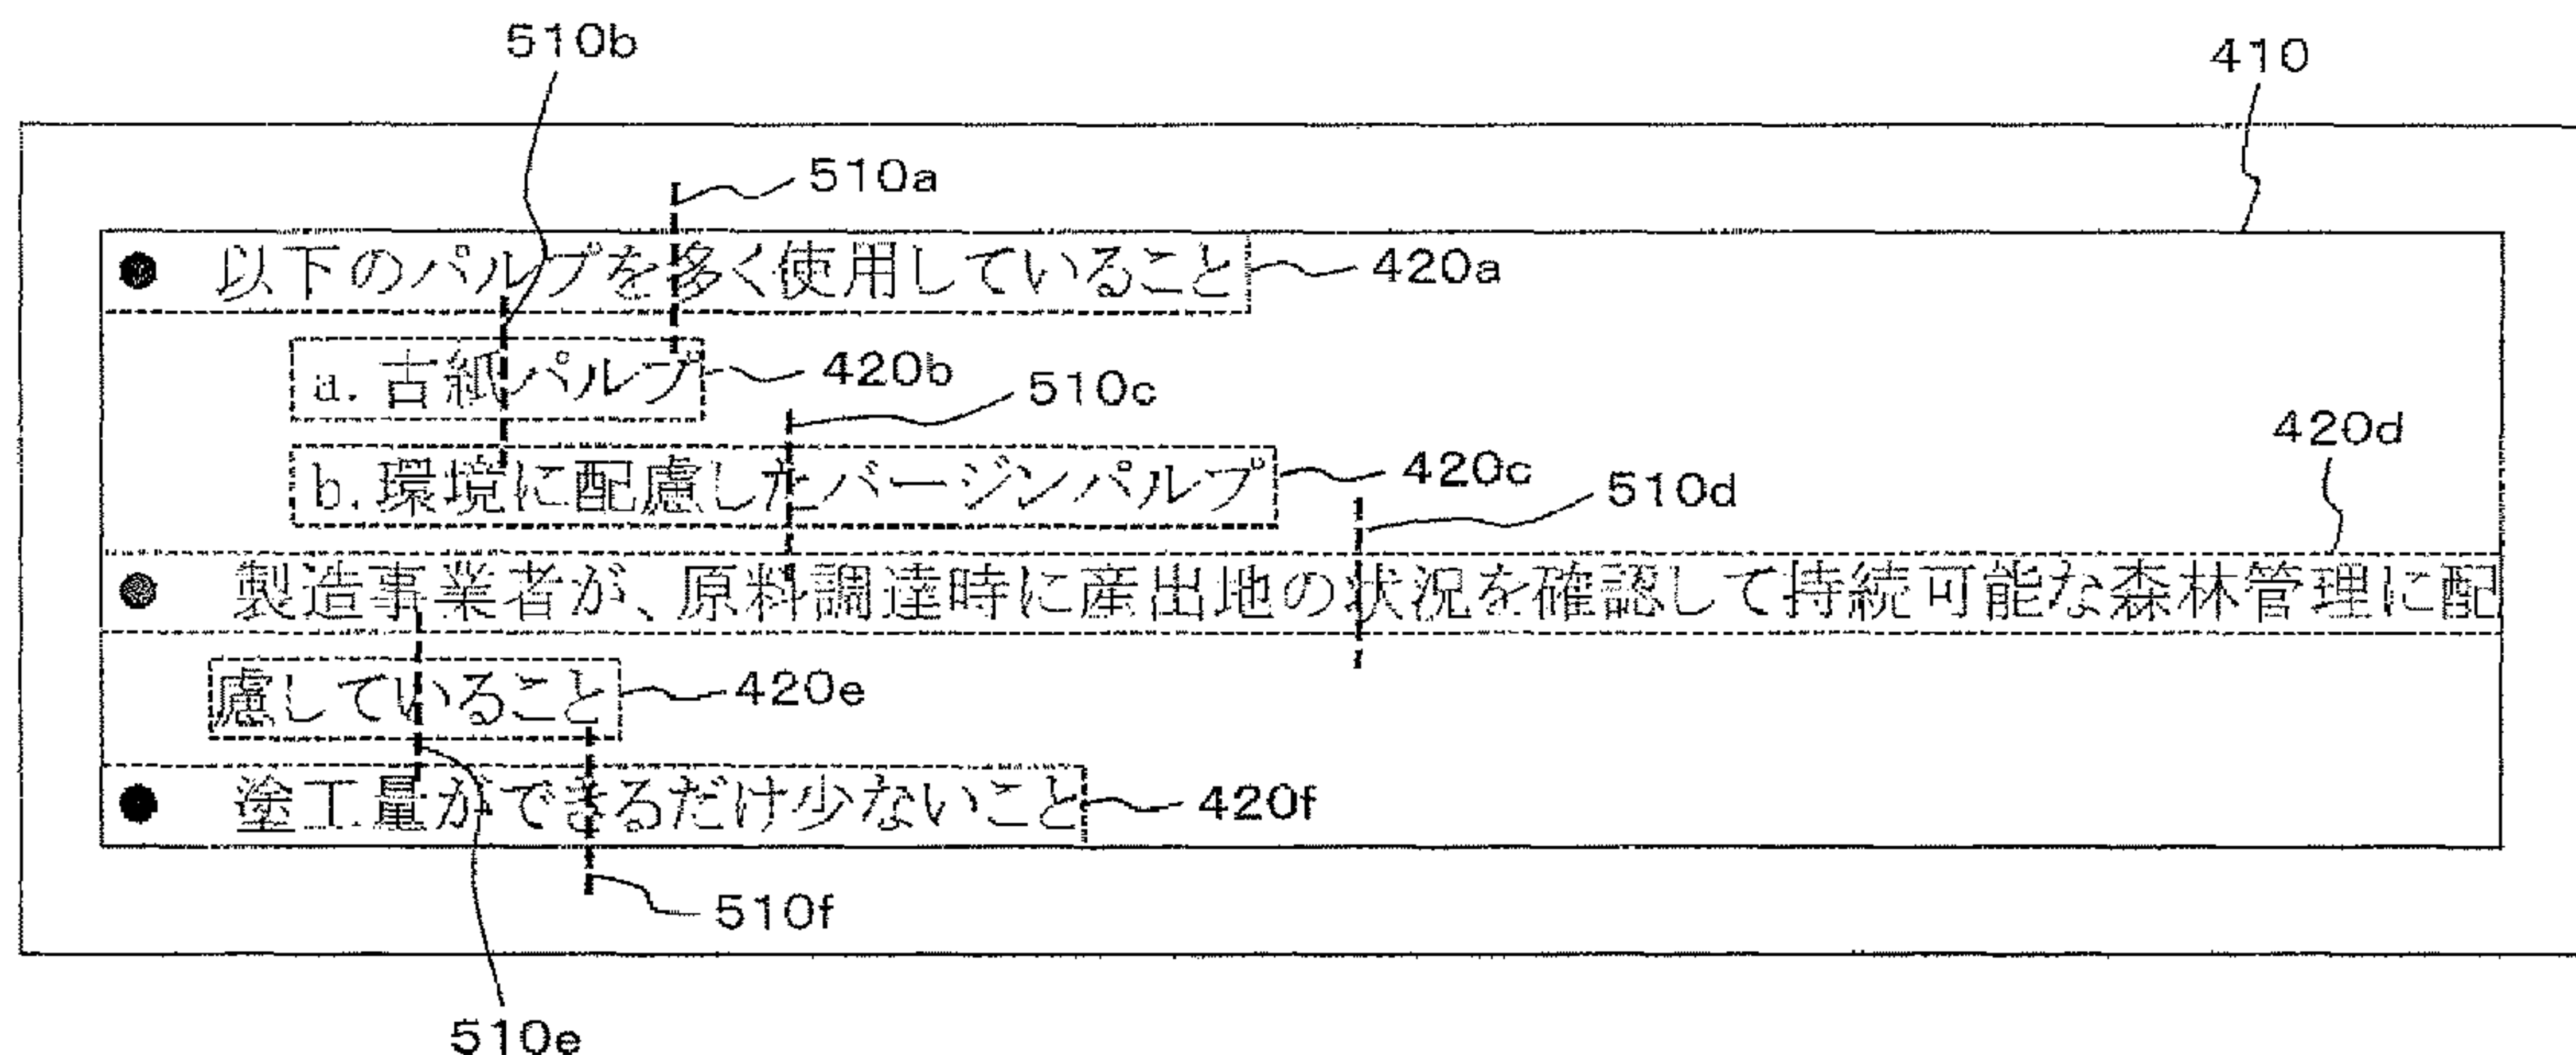 510b
410
510a
● 以下のパルプを多く使用していること
420a
a. 古紙パルプ
420b
510c
b. 環境に配慮したバージンパルプ
420c
510d
420d
● 製造事業者が、原料調達時に産出地の状況を確認して持続可能な森林管理に配
慮していること
420e
● 塗工量ができるだけ少ないこと
420f
510f
510e